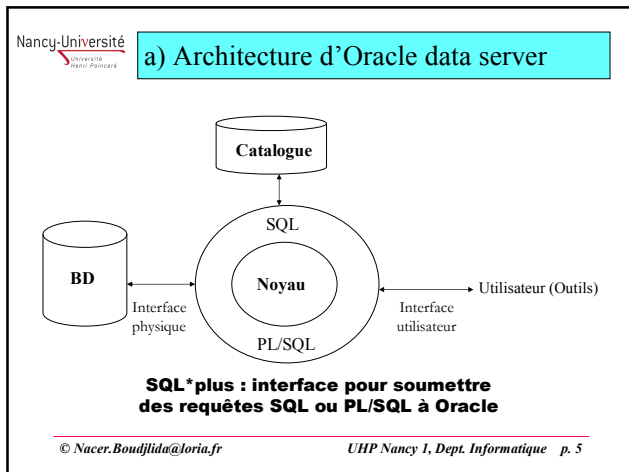 Nancy-Université
Université
Henri Poincaré
a) Architecture d'Oracle data server
Catalogue
SQL
BD
Noyau
Utilisateur (Outils)
Interface
physique
Interface
utilisateur
PL/SQL
SQL*plus : interface pour soumettre
des requêtes SQL ou PL/SQL à Oracle
© Nacer.Boudjlida@loria.fr UHP Nancy 1, Dept. Informatique p. 5